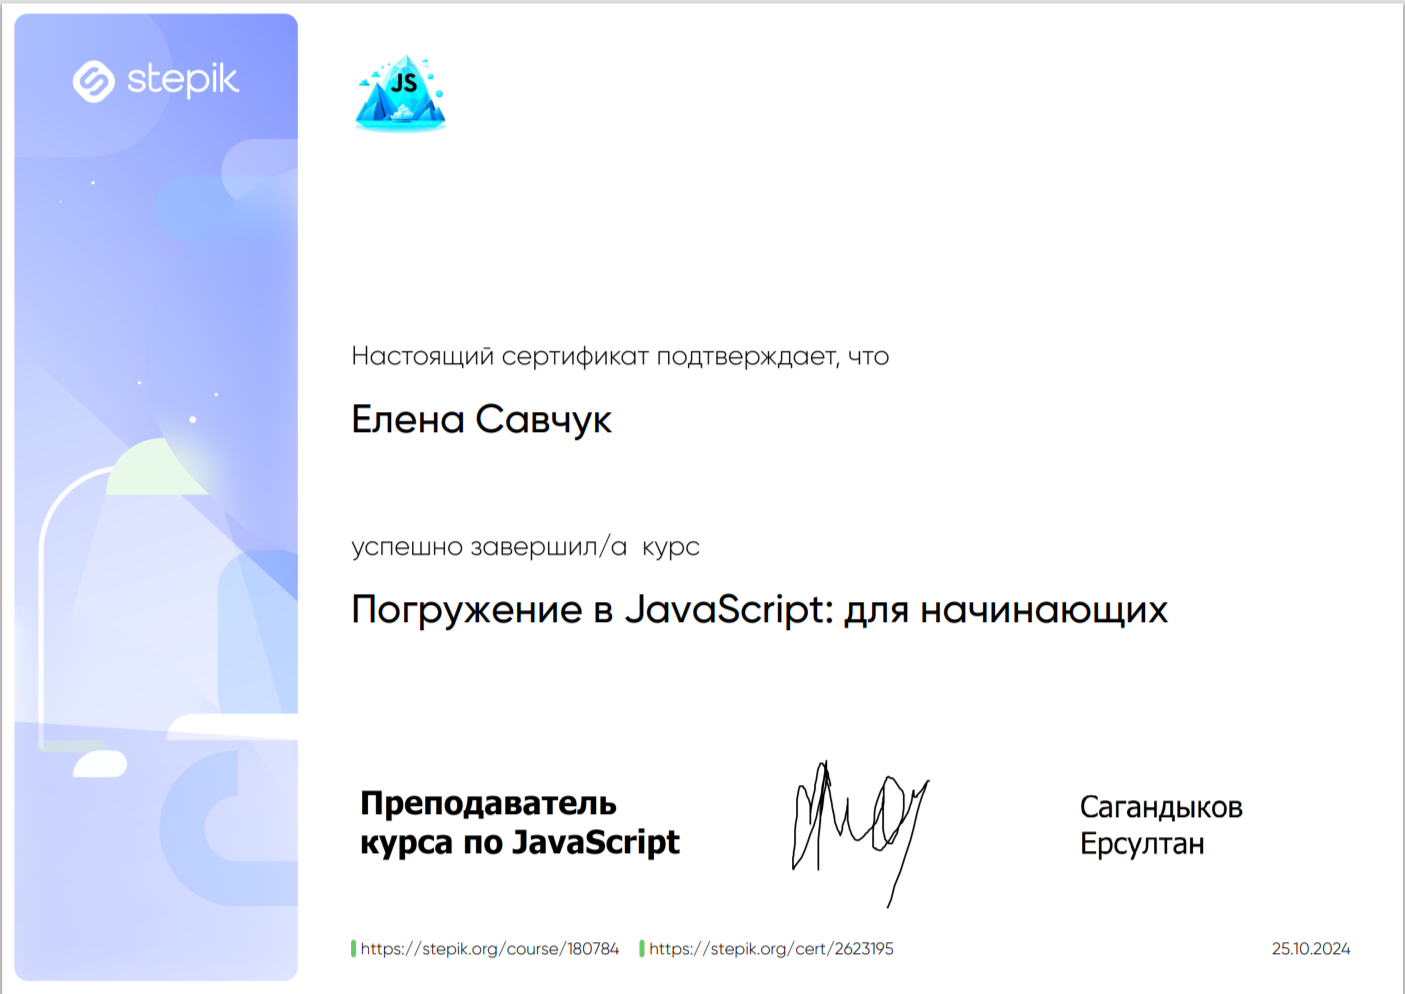 stepik
JS
Настоящий сертификат подтверждает, что
Елена Савчук
успешно завершил/а курс
Погружение в JavaScript: для начинающих
Преподаватель
курса по JavaScript
Сагандыков
Ерсултан
https://stepik.org/course/180784
https://stepik.org/cert/2623195
25.10.2024